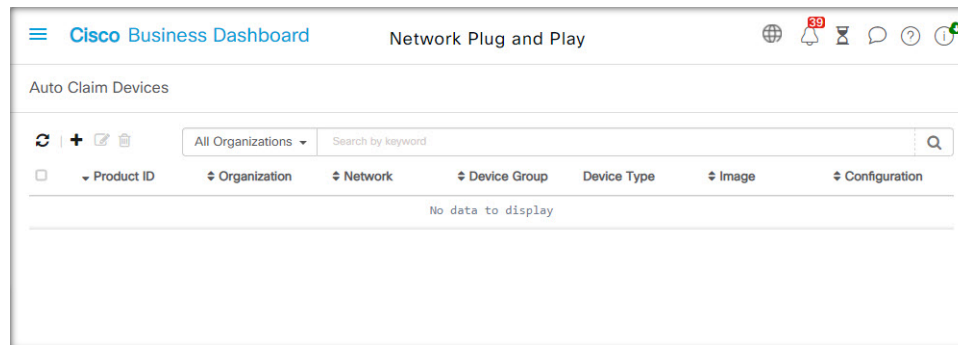 Cisco Business Dashboard Network Plug and Play 39
Auto Claim Devices
All Organizations Search by keyword
Product ID Organization Network Device Group Device Type Image Configuration
No data to display